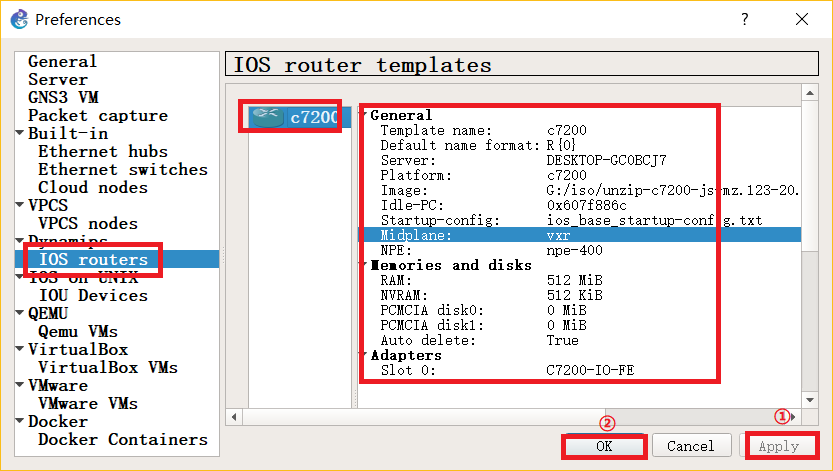 Preferences
General
Server
GNS3 VM
Packet capture
Built-in
Ethernet hubs
Ethernet switches
Cloud nodes
VPCS
VPCS nodes
Dynamips
IOS routers
IOS on UNIX
IOU Devices
QEMU
Qemu VMs
VirtualBox
VirtualBox VMs
VMware
VMware VMs
Docker
Docker Containers
IOS router templates
c7200
General
Template name: c7200
Default name format: R{0}
Server: DESKTOP-GC0BCJ7
Platform: c7200
Image: G:/iso/unzip-c7200-js-mz.123-20.
Idle-PC: 0x607f886c
Startup-config: ios_base_startup-config.txt
Midplane: vxr
NPE: npe-400
Memories and disks
RAM: 512 MiB
NVRAM: 512 KiB
PCMCIA disk0: 0 MiB
PCMCIA disk1: 0 MiB
Auto delete: True
Adapters
Slot 0: C7200-IO-FE
② ①
OK Cancel Apply